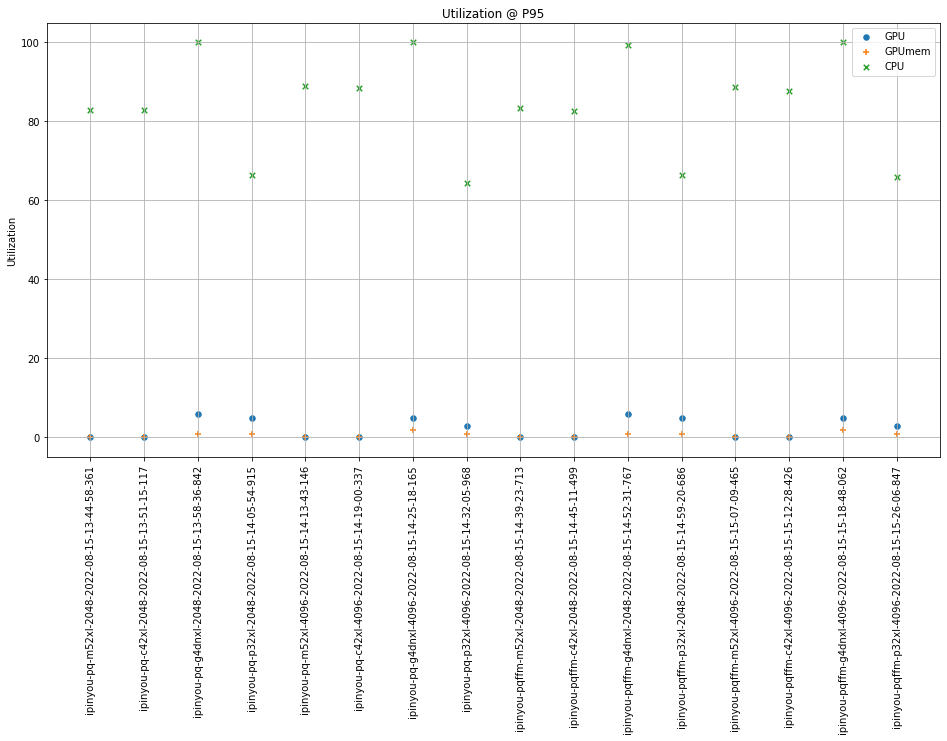 Utilization @ P95
GPU
GPUmem
CPU
100
80
60
40
20
0
Utilization
ipinyou-pq-m52xl-2048-2022-08-15-13-44-58-361
ipinyou-pq-c42xl-2048-2022-08-15-13-51-15-117
ipinyou-pq-g4dnxl-2048-2022-08-15-13-58-36-842
ipinyou-pq-p32xl-2048-2022-08-15-14-05-54-915
ipinyou-pq-m52xl-4096-2022-08-15-14-13-43-146
ipinyou-pq-c42xl-4096-2022-08-15-14-19-00-337
ipinyou-pq-g4dnxl-4096-2022-08-15-14-25-18-165
ipinyou-pq-p32xl-4096-2022-08-15-14-32-05-968
ipinyou-pqffm-m52xl-2048-2022-08-15-14-39-23-713
ipinyou-pqffm-c42xl-2048-2022-08-15-14-45-11-499
ipinyou-pqffm-g4dnxl-2048-2022-08-15-14-52-31-767
ipinyou-pqffm-p32xl-2048-2022-08-15-14-59-20-686
ipinyou-pqffm-m52xl-4096-2022-08-15-15-07-09-465
ipinyou-pqffm-c42xl-4096-2022-08-15-15-12-28-426
ipinyou-pqffm-g4dnxl-4096-2022-08-15-15-18-48-062
ipinyou-pqffm-p32xl-4096-2022-08-15-15-26-06-847